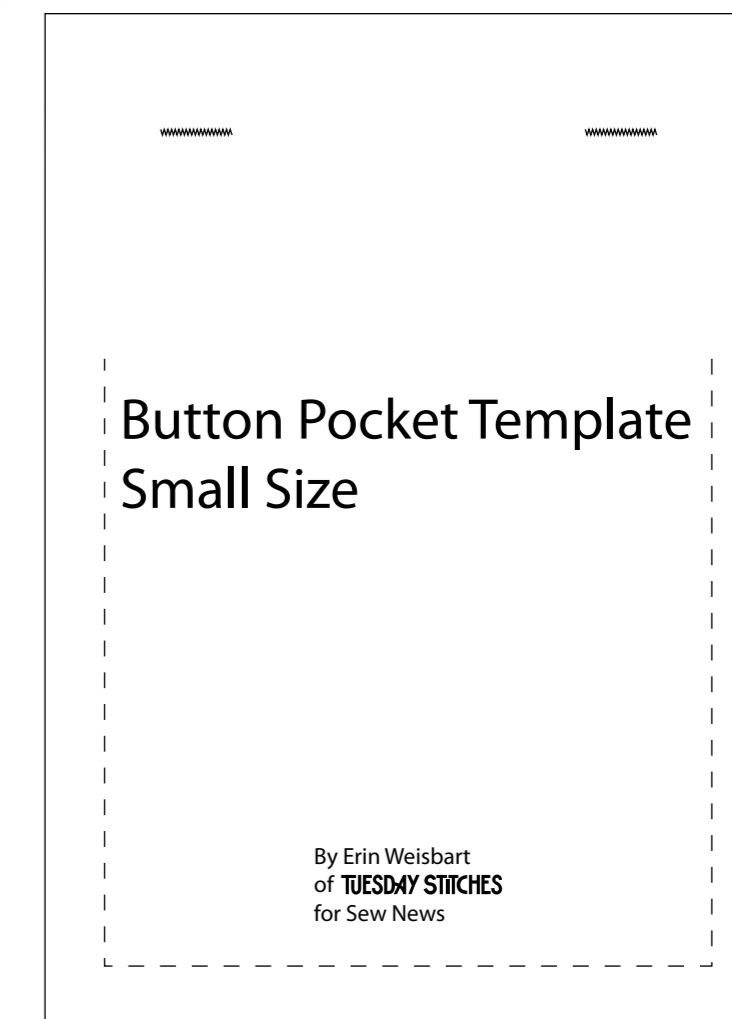 Button Pocket Template
Small Size
By Erin Weisbart
of TUESDAY STITCHES
for Sew News